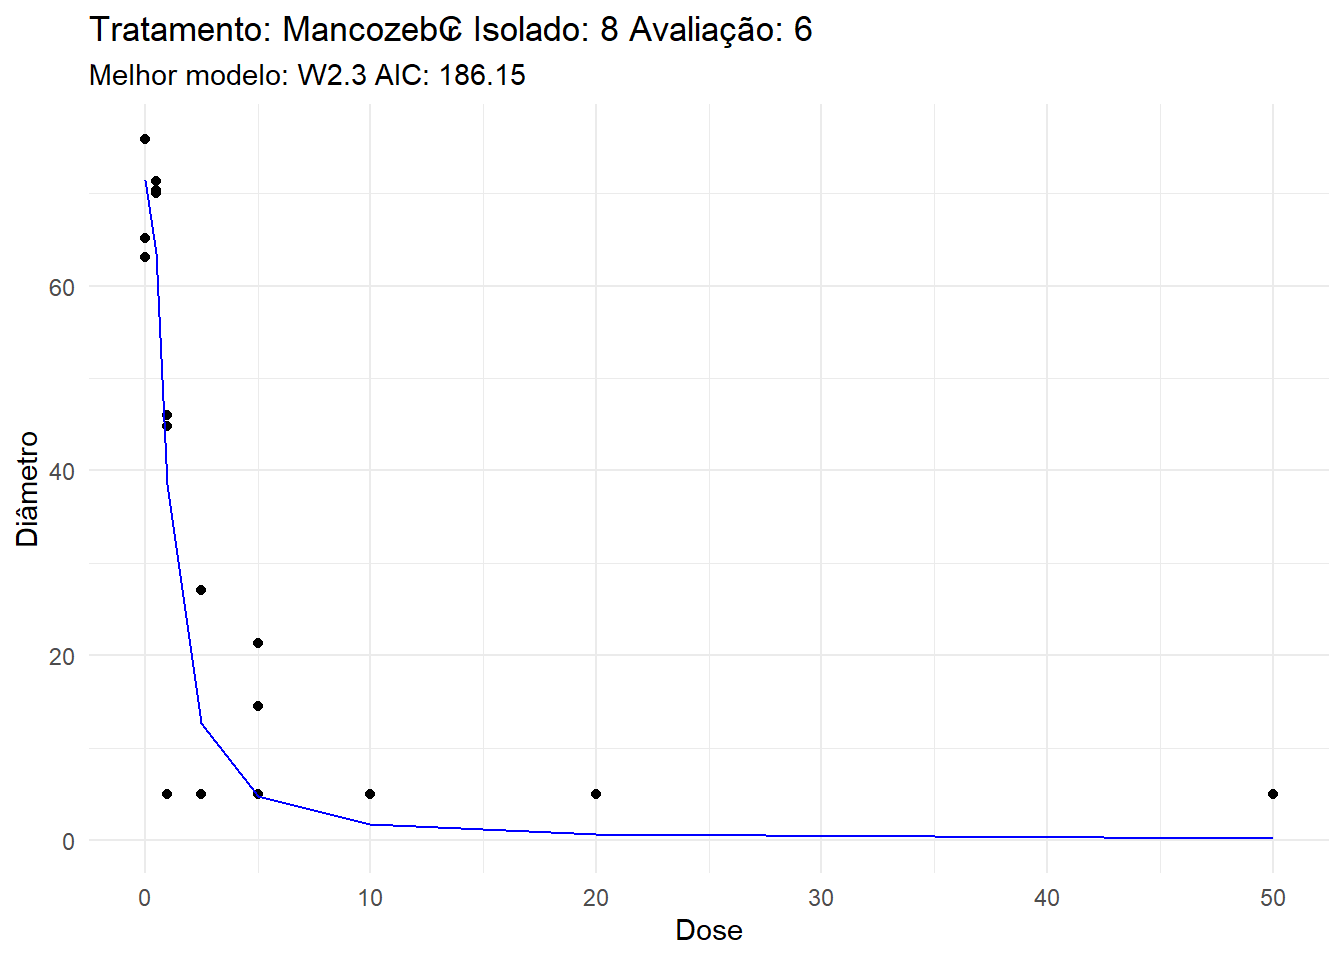 Tratamento: Mancozeb₢ Isolado: 8 Avaliação: 6
Melhor modelo: W2.3 AIC: 186.15
Diâmetro
60
40
20
0
0 10 20 30 40 50
Dose